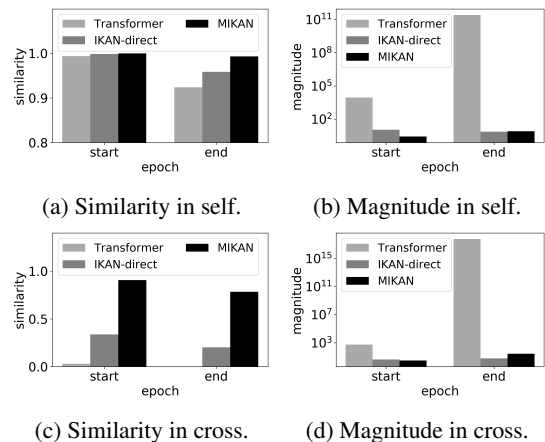 Transformer
IKAN-direct
MIKAN
similarity
1.0
0.9
0.8
start
end
epoch
(a) Similarity in self.
Transformer
IKAN-direct
MIKAN
magnitude
10^11
10^8
10^5
10^2
start
end
epoch
(b) Magnitude in self.
Transformer
IKAN-direct
MIKAN
similarity
1.0
0.5
0.0
start
end
epoch
(c) Similarity in cross.
Transformer
IKAN-direct
MIKAN
magnitude
10^15
10^11
10^3
start
end
epoch
(d) Magnitude in cross.